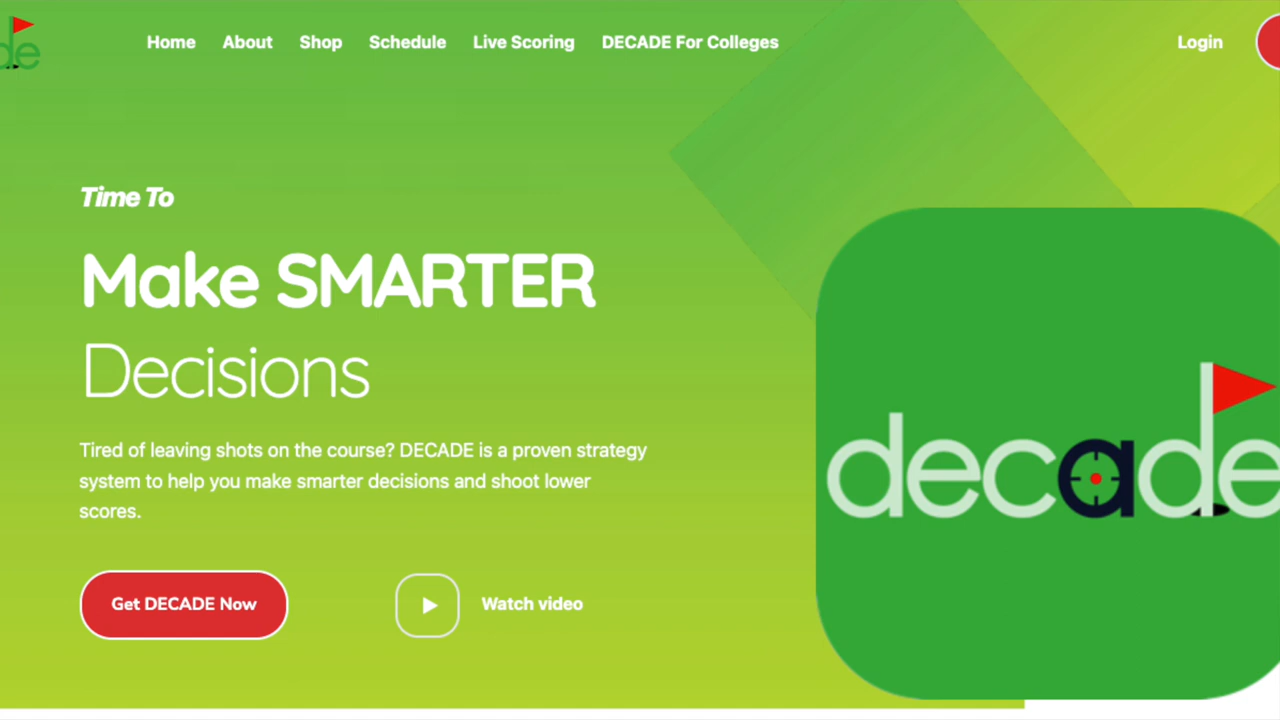 de
Home About Shop Schedule Live Scoring DECADE For Colleges Login
Time To
Make SMARTER
Decisions
Tired of leaving shots on the course? DECADE is a proven strategy
system to help you make smarter decisions and shoot lower
scores.
Get DECADE Now
Watch video
decade